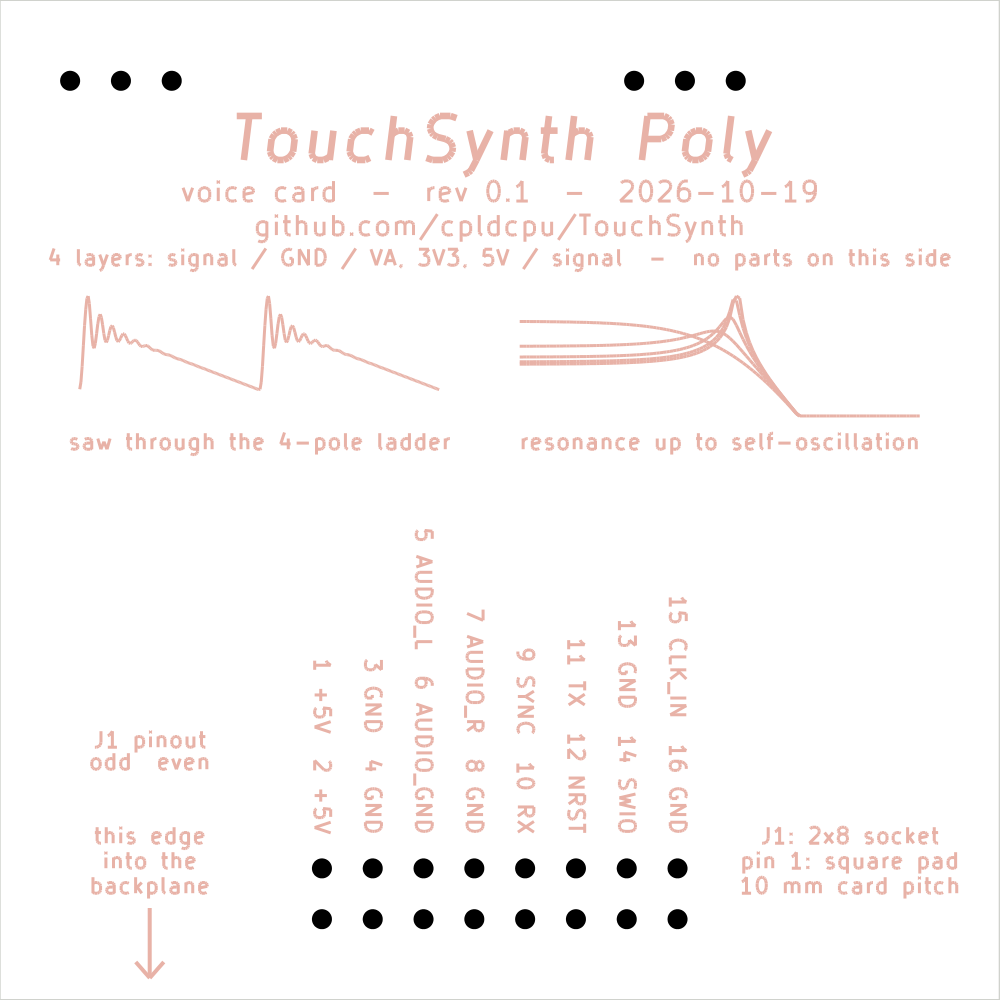 TouchSynth Poly
voice card - rev 0.1 - 2026-10-19
github.com/cpldcpu/TouchSynth
4 layers: signal / GND / VA, 3V3, 5V / signal - no parts on this side
saw through the 4-pole ladder
resonance up to self-oscillation
1 +5V 2 +5V
3 GND 4 GND
5 AUDIO_L 6 AUDIO_GND
7 AUDIO_R 8 GND
9 SYNC 10 RX
11 TX 12 NRST
13 GND 14 SWIO
15 CLK_IN 16 GND
J1 pinout
odd even
this edge
into the
backplane
J1: 2x8 socket
pin 1: square pad
10 mm card pitch